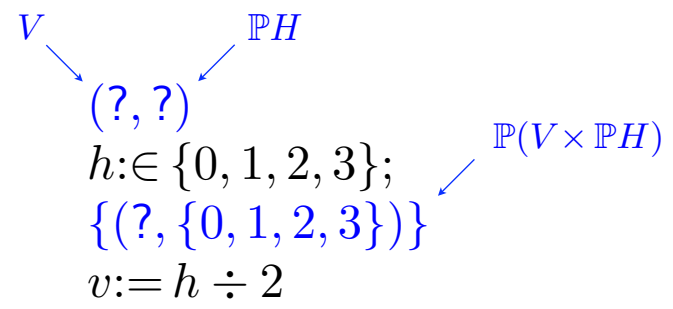 V ℙH
(?, ?)
h:∈ {0, 1, 2, 3};
ℙ(V × ℙH)
{(?, {0, 1, 2, 3})}
v:= h ÷ 2